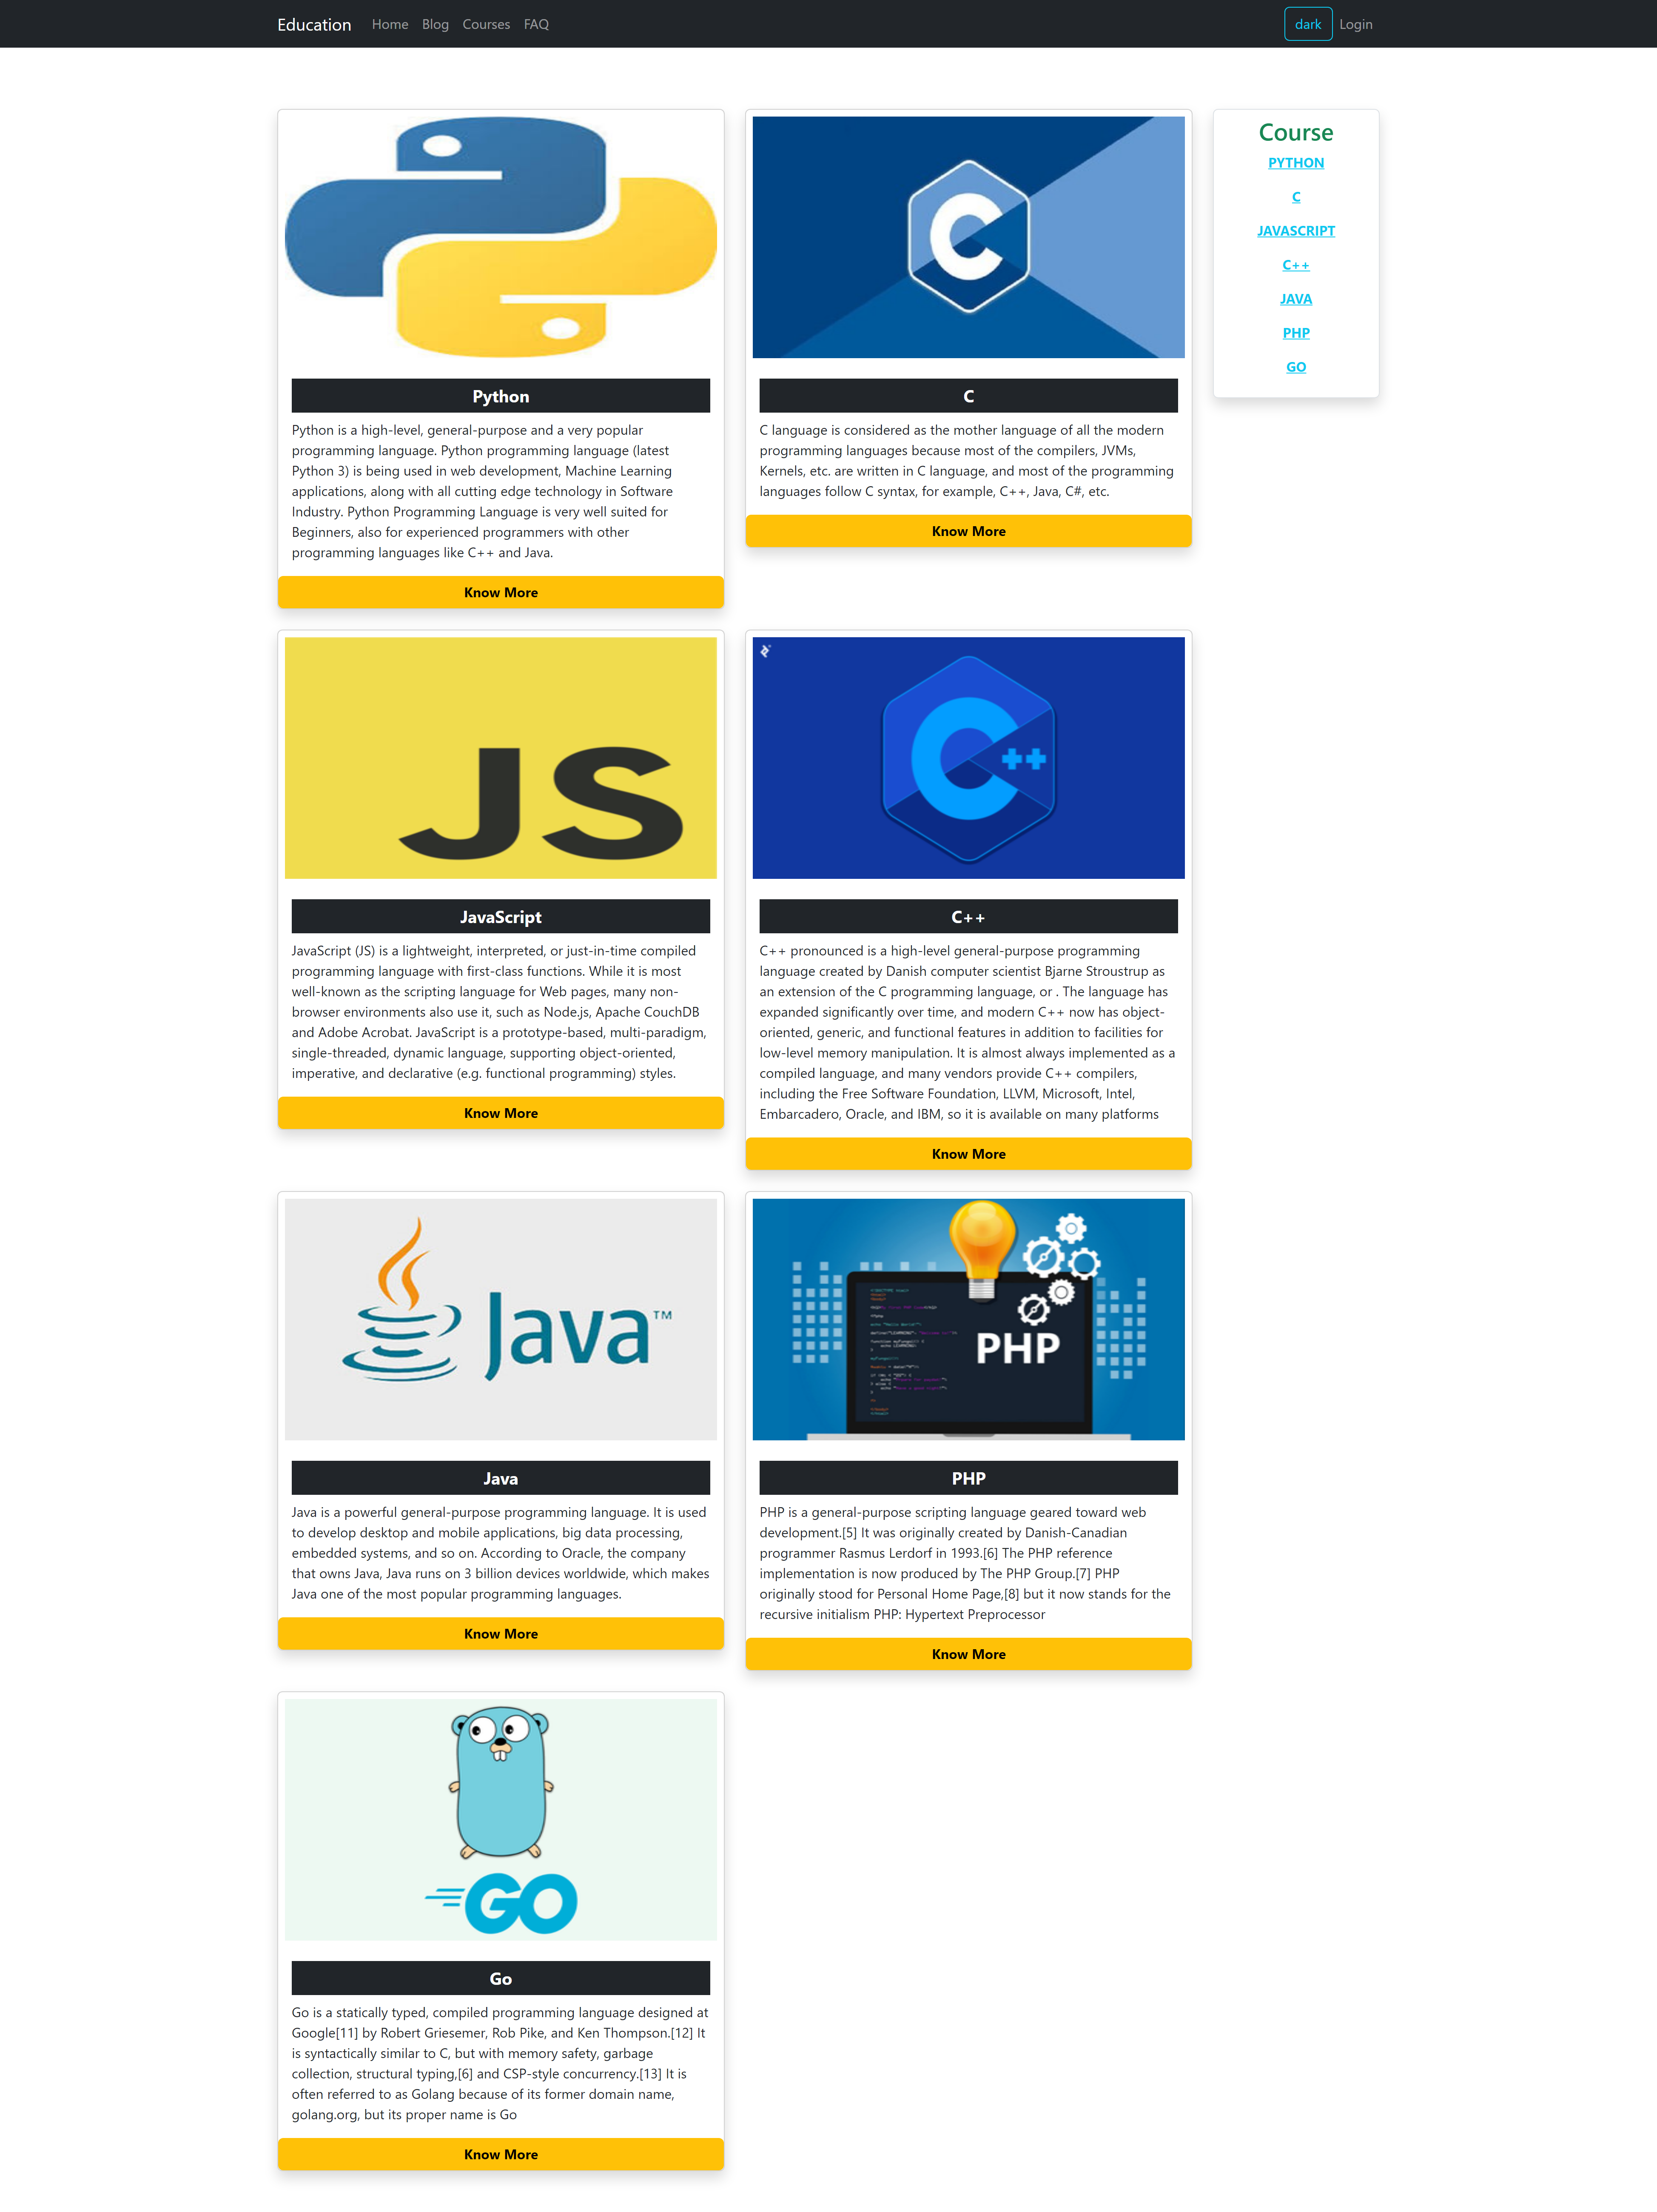 Education Home Blog Courses FAQ dark Login
Python
Python is a high-level, general-purpose and a very popular
programming language. Python programming language (latest
Python 3) is being used in web development, Machine Learning
applications, along with all cutting edge technology in Software
Industry. Python Programming Language is very well suited for
Beginners, also for experienced programmers with other
programming languages like C++ and Java.
Know More
C
C
C language is considered as the mother language of all the modern
programming languages because most of the compilers, JVMs,
Kernels, etc. are written in C language, and most of the programming
languages follow C syntax, for example, C++, Java, C#, etc.
Know More
Course
PYTHON
C
JAVASCRIPT
C++
JAVA
PHP
GO
JS
JavaScript
JavaScript (JS) is a lightweight, interpreted, or just-in-time compiled
programming language with first-class functions. While it is most
well-known as the scripting language for Web pages, many non-
browser environments also use it, such as Node.js, Apache CouchDB
and Adobe Acrobat. JavaScript is a prototype-based, multi-paradigm,
single-threaded, dynamic language, supporting object-oriented,
imperative, and declarative (e.g. functional programming) styles.
Know More
C++
C++
C++ pronounced is a high-level general-purpose programming
language created by Danish computer scientist Bjarne Stroustrup as
an extension of the C programming language, or . The language has
expanded significantly over time, and modern C++ now has object-
oriented, generic, and functional features in addition to facilities for
low-level memory manipulation. It is almost always implemented as a
compiled language, and many vendors provide C++ compilers,
including the Free Software Foundation, LLVM, Microsoft, Intel,
Embarcadero, Oracle, and IBM, so it is available on many platforms
Know More
Java™
Java
Java is a powerful general-purpose programming language. It is used
to develop desktop and mobile applications, big data processing,
embedded systems, and so on. According to Oracle, the company
that owns Java, Java runs on 3 billion devices worldwide, which makes
Java one of the most popular programming languages.
Know More
PHP
PHP
PHP is a general-purpose scripting language geared toward web
development.[5] It was originally created by Danish-Canadian
programmer Rasmus Lerdorf in 1993.[6] The PHP reference
implementation is now produced by The PHP Group.[7] PHP
originally stood for Personal Home Page,[8] but it now stands for the
recursive initialism PHP: Hypertext Preprocessor
Know More
GO
Go
Go is a statically typed, compiled programming language designed at
Google[11] by Robert Griesemer, Rob Pike, and Ken Thompson.[12] It
is syntactically similar to C, but with memory safety, garbage
collection, structural typing,[6] and CSP-style concurrency.[13] It is
often referred to as Golang because of its former domain name,
golang.org, but its proper name is Go
Know More